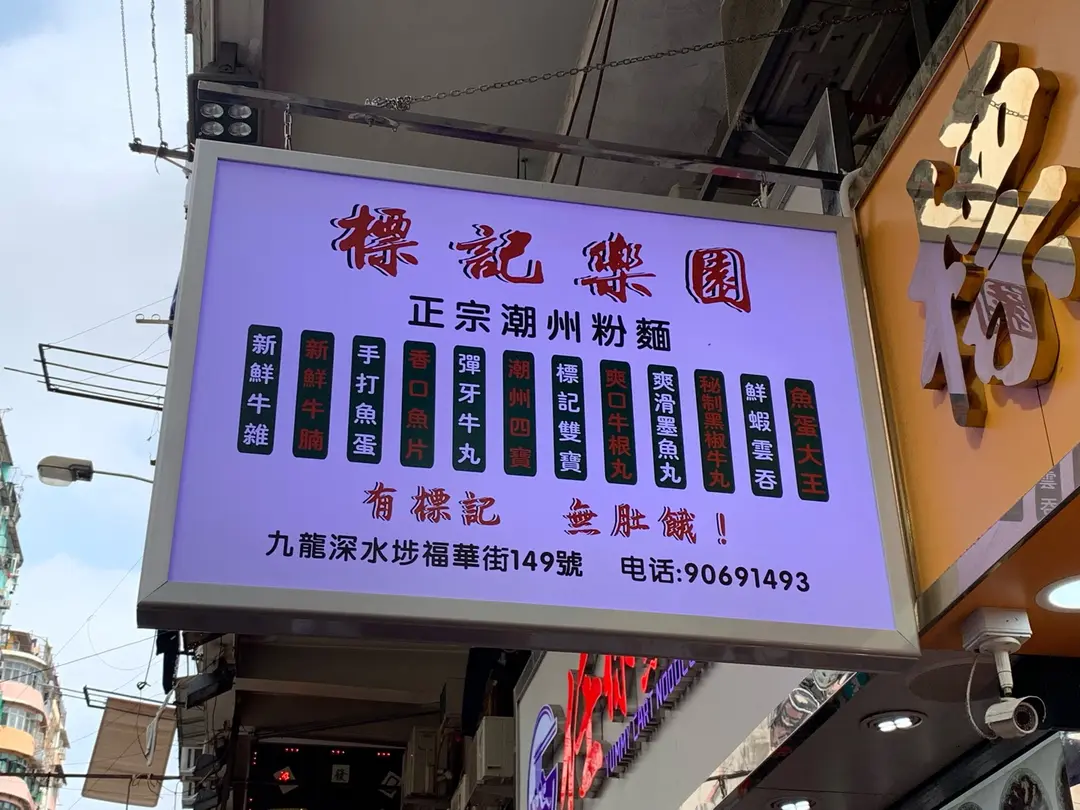 標記樂園
正宗潮州粉麵
新鮮牛雜
新鮮牛腩
手打魚蛋
香口魚片
彈牙牛丸
潮州四寶
標記雙寶
爽口牛根丸
爽滑墨魚丸
秘制黑椒牛丸
鮮蝦雲吞
魚蛋大王
有標記 無肚餓!
九龍深水埗福華街149號 电话:90691493
雲吞
發